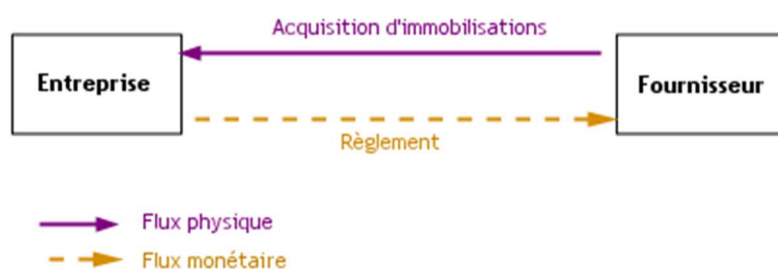 Acquisition d'immobilisations
Entreprise
Fournisseur
Règlement
Flux physique
Flux monétaire